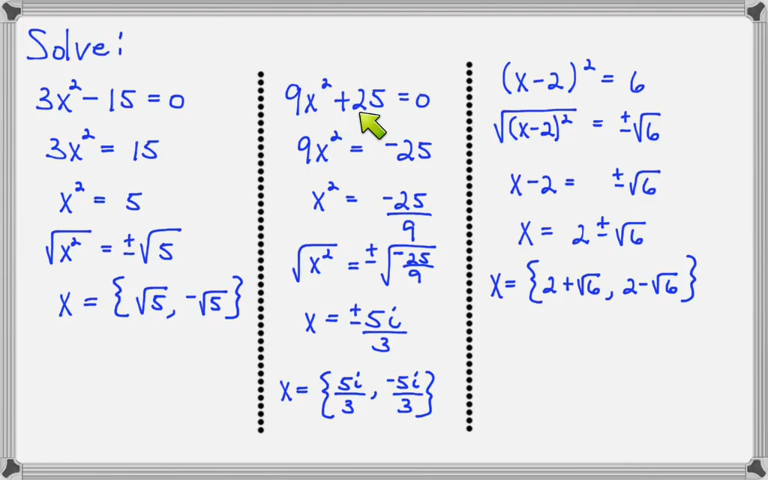 Solve:
3x² - 15 = 0
3x² = 15
x² = 5
√x² = ±√5
x = {√5, -√5}
9x² + 25 = 0
9x² = -25
x² = -25/9
√x² = ±√-25/9
x = ±5i/3
x = {5i/3, -5i/3}
(x-2)² = 6
√(x-2)² = ±√6
x-2 = ±√6
x = 2±√6
x = {2+√6, 2-√6}